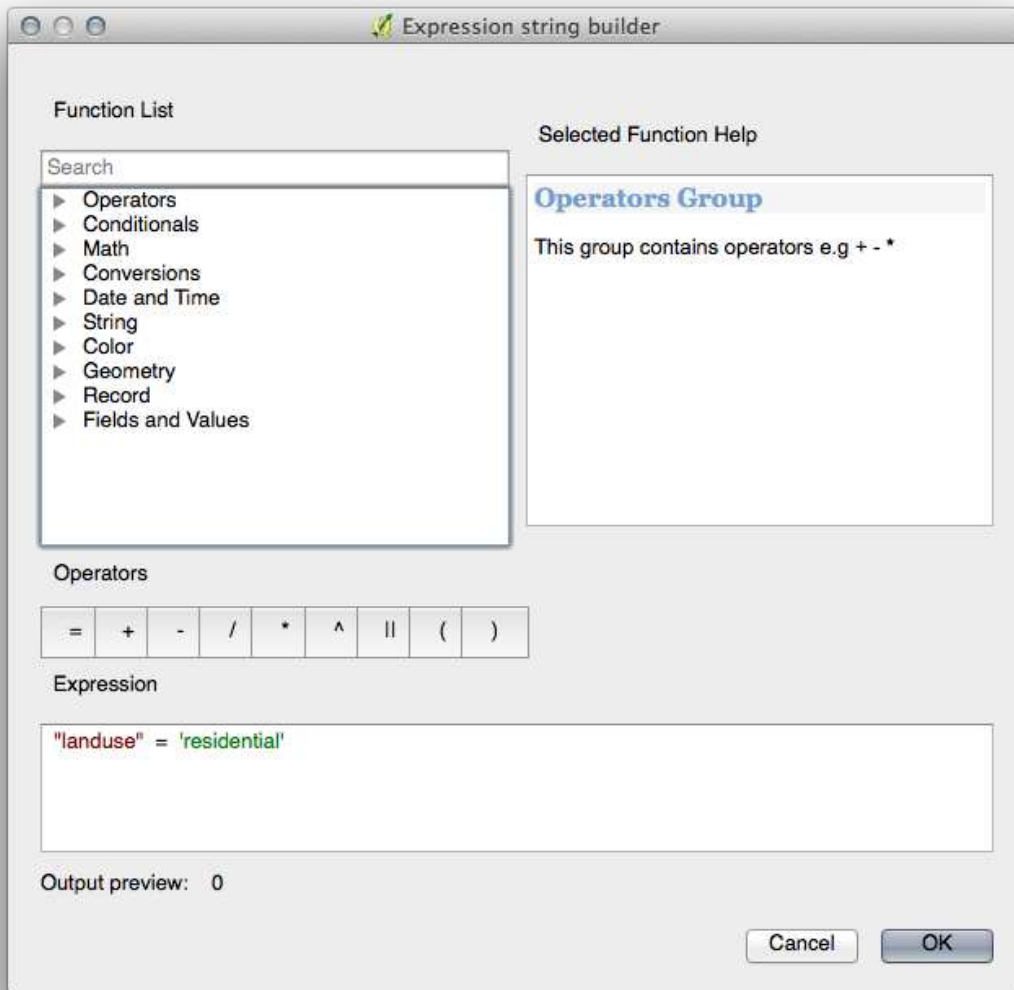 Expression string builder
Function List
Selected Function Help
Search
Operators
Conditionals
Math
Conversions
Date and Time
String
Color
Geometry
Record
Fields and Values
Operators Group
This group contains operators e.g + - *
Operators
= + - / * ^ || ( )
Expression
"landuse" = 'residential'
Output preview: 0
Cancel OK